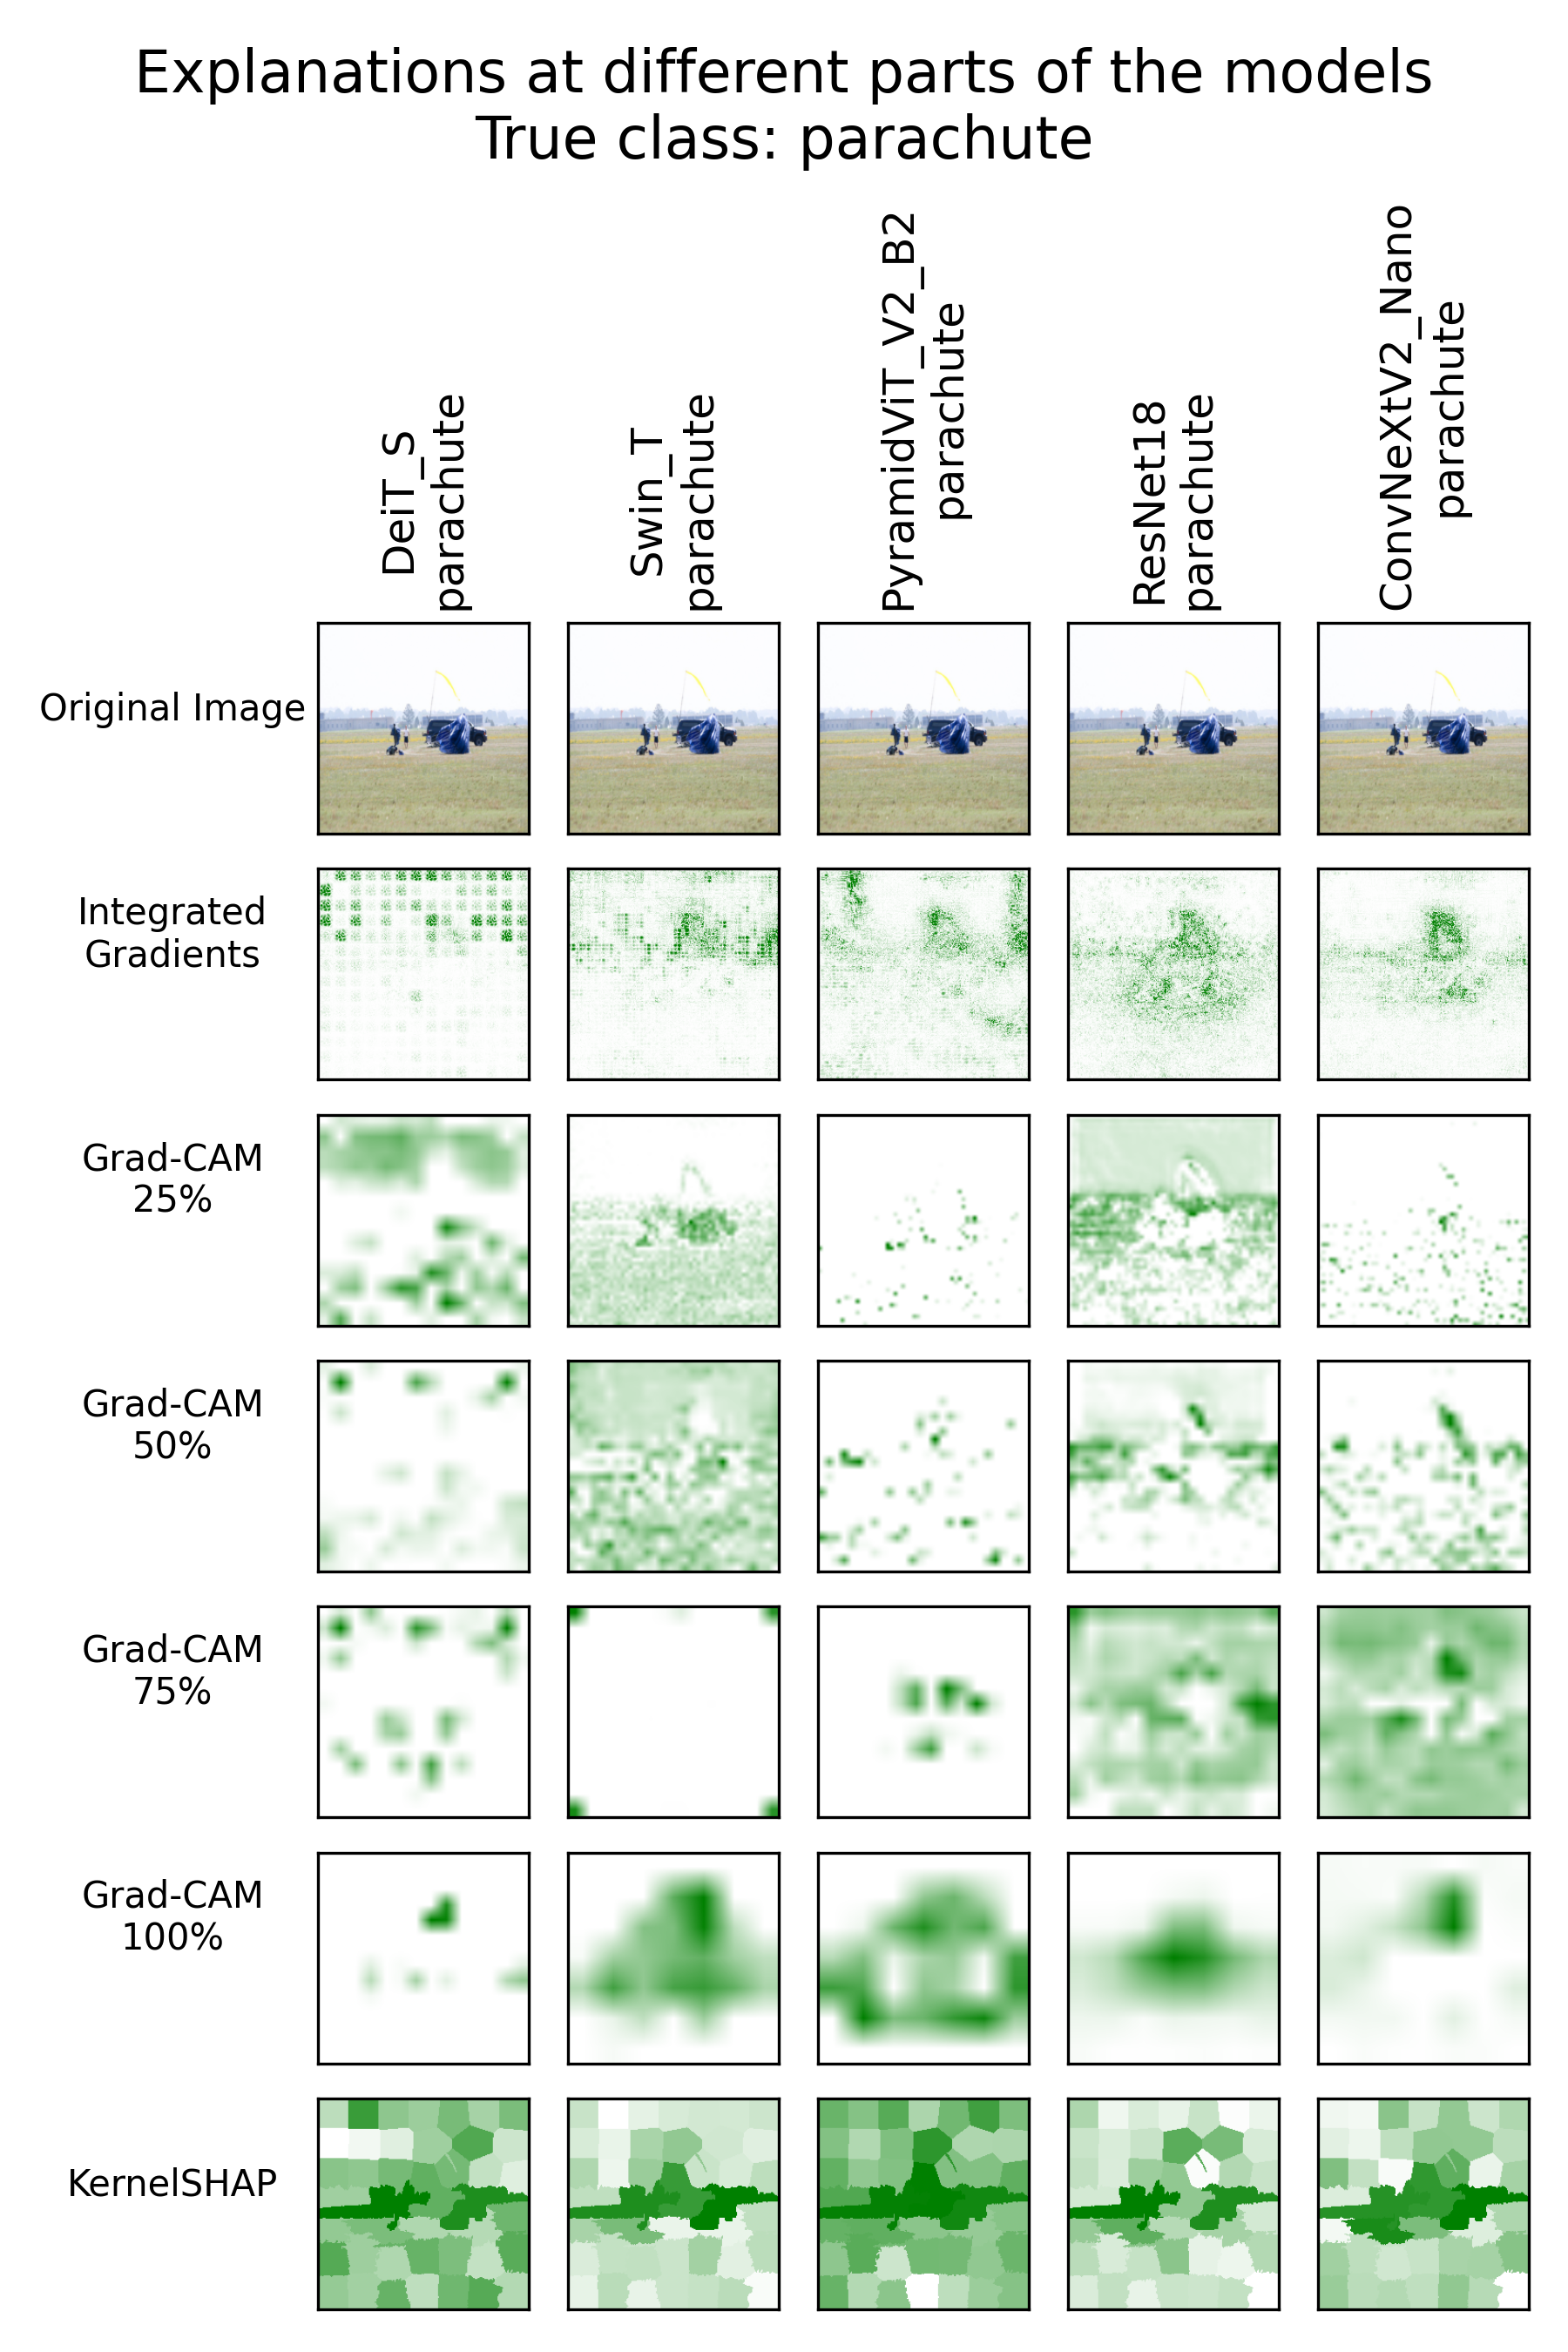 Explanations at different parts of the models
True class: parachute
DeiT_S
parachute
Swin_T
parachute
PyramidViT_V2_B2
parachute
ResNet18
parachute
ConvNeXtV2_Nano
parachute
Original Image
Integrated
Gradients
Grad-CAM
25%
Grad-CAM
50%
Grad-CAM
75%
Grad-CAM
100%
KernelSHAP